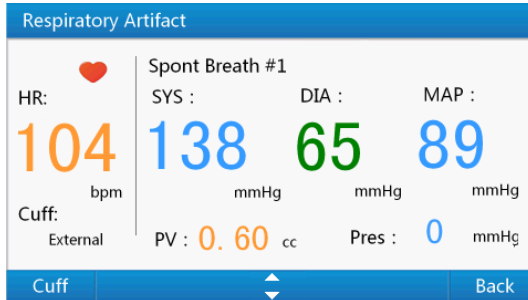 Respiratory Artifact
Spont Breath #1
HR:
SYS : DIA : MAP :
104 138 65 89
bpm mmHg mmHg mmHg
Cuff:
External
PV : 0.60 cc Pres : 0 mmHg
Cuff Back